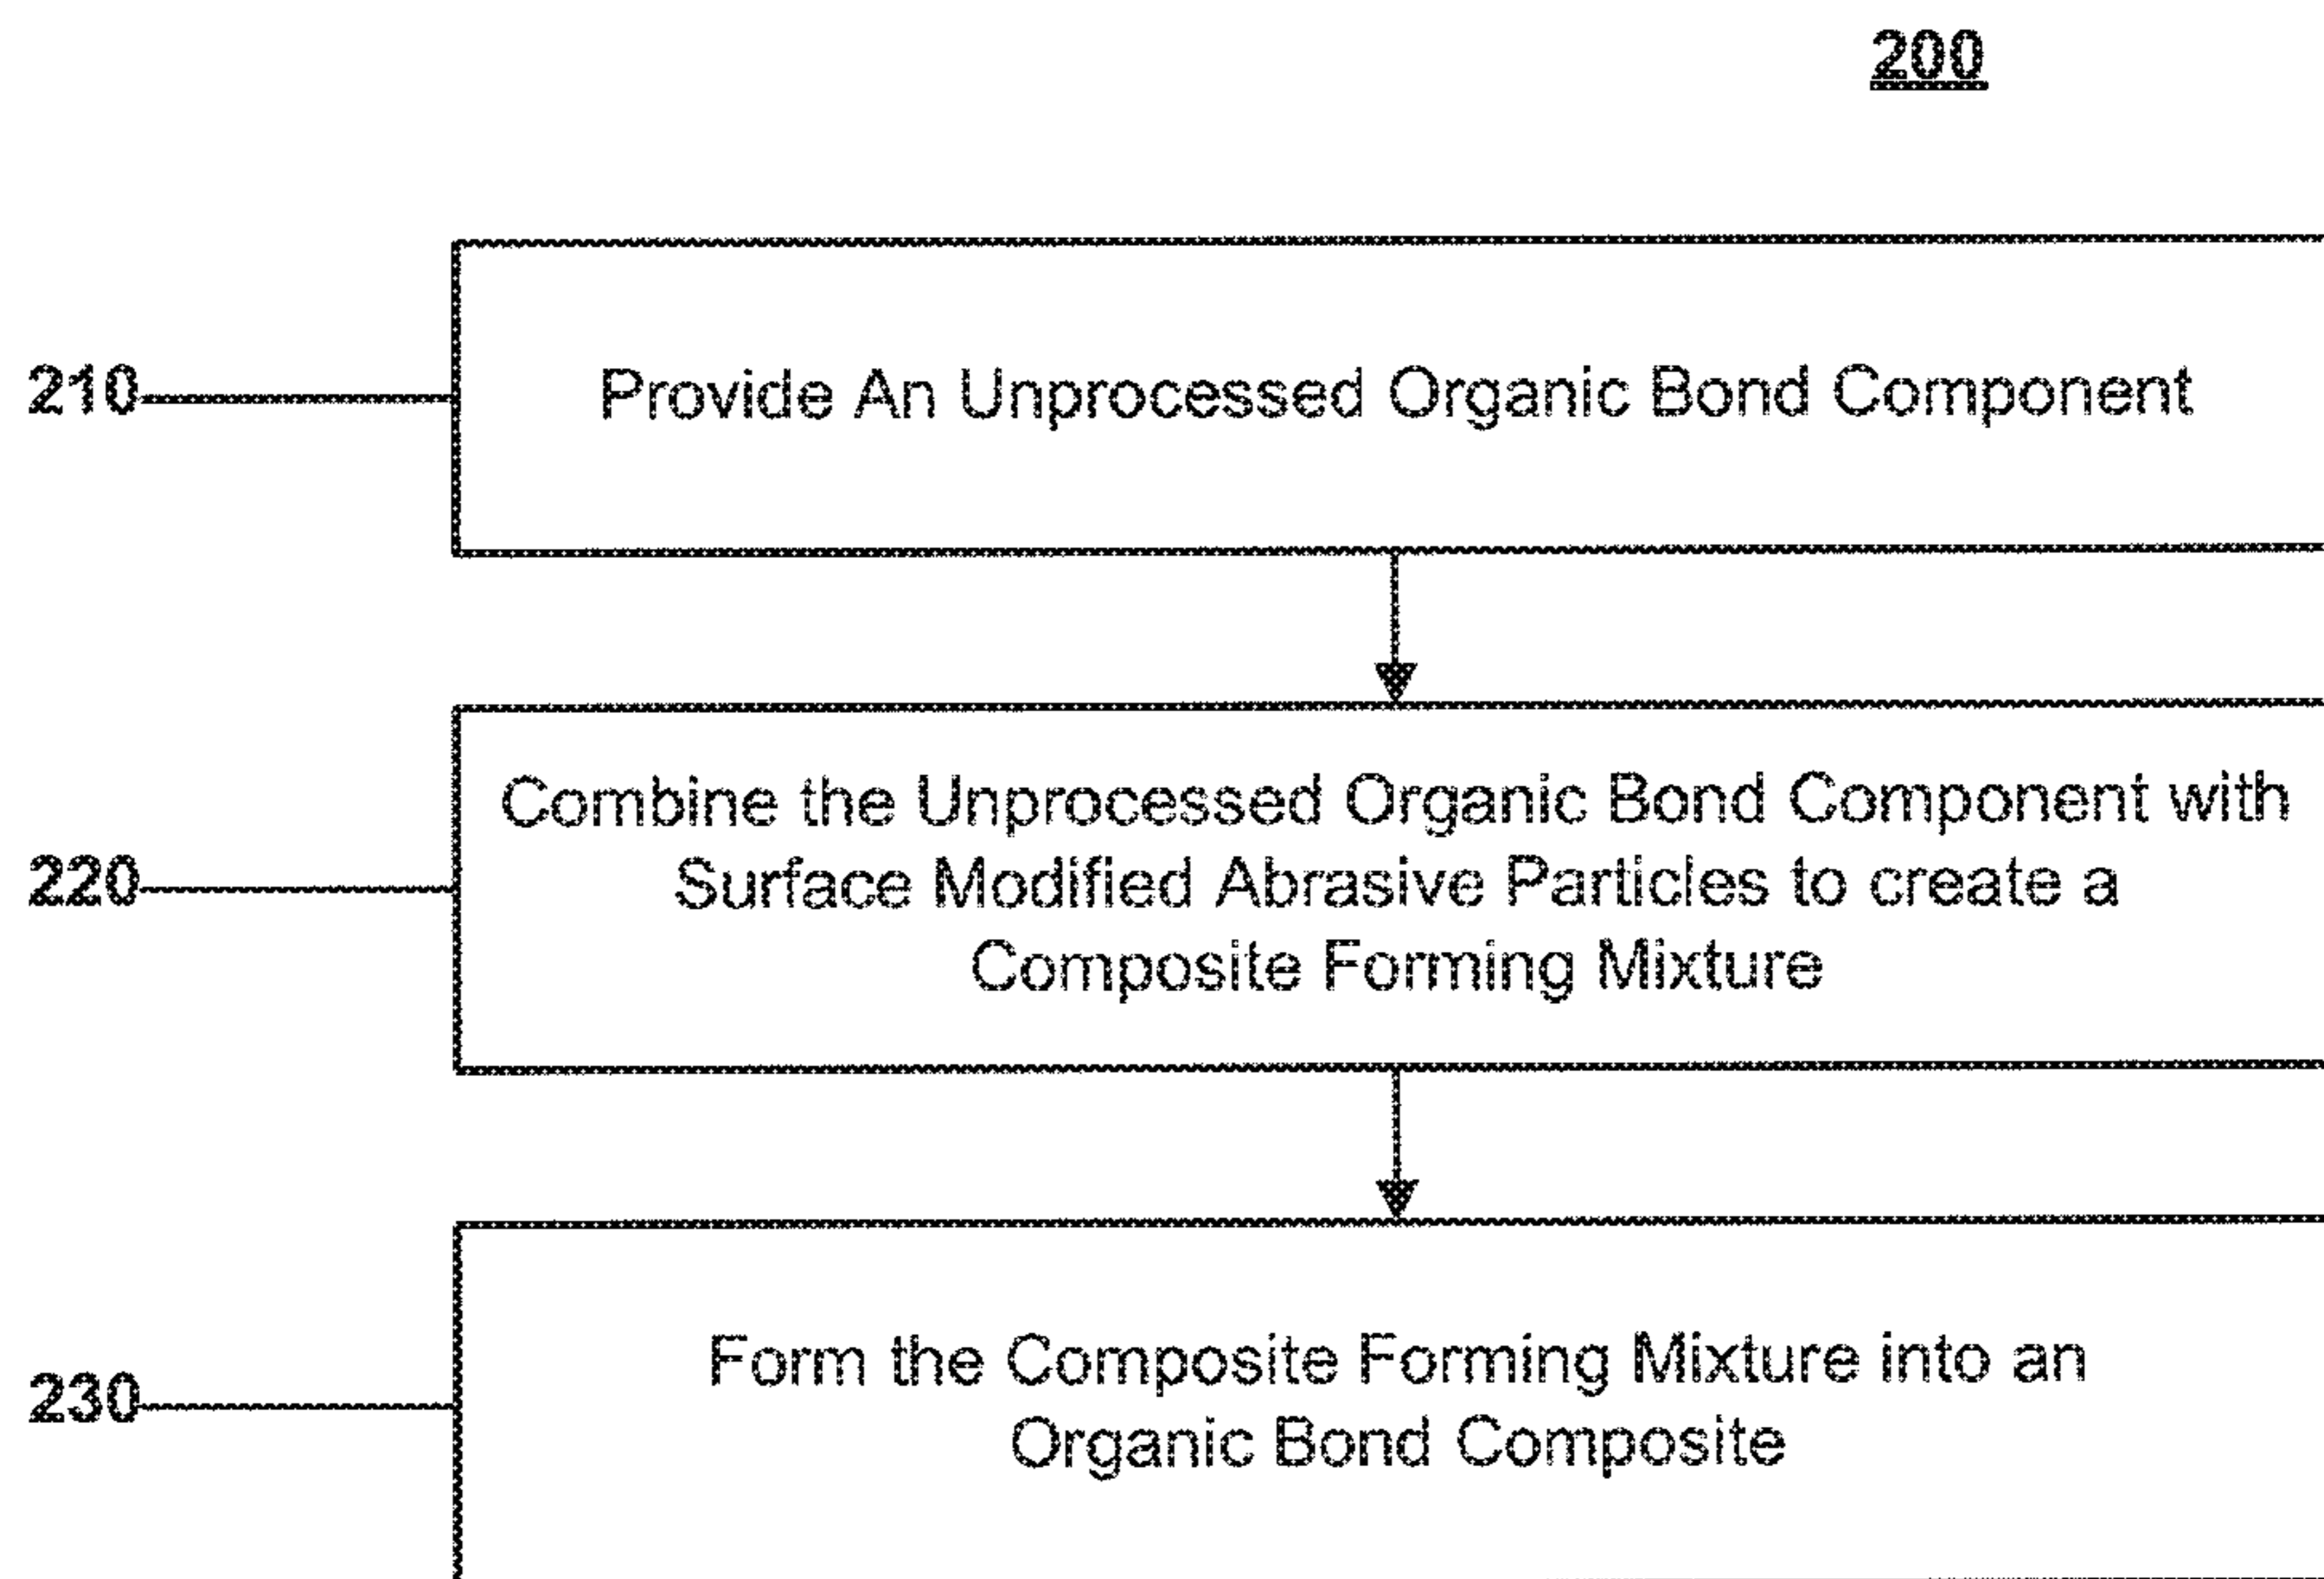 200
210
Provide An Unprocessed Organic Bond Component
220
Combine the Unprocessed Organic Bond Component with
Surface Modified Abrasive Particles to create a
Composite Forming Mixture
230
Form the Composite Forming Mixture into an
Organic Bond Composite